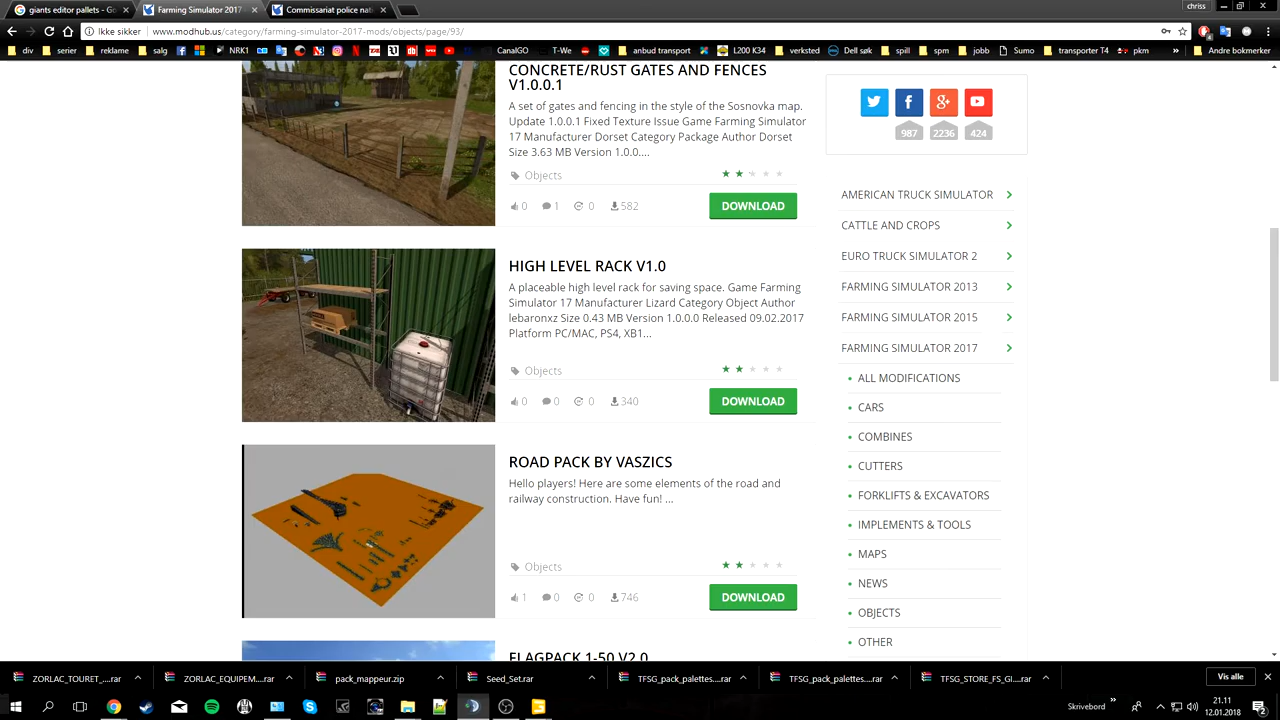 giants editor pallets - Go
Farming Simulator 2017
Commissariat police nati
chriss
Ikke sikker
www.modhub.us/category/farming-simulator-2017-mods/objects/page/93/
div
serier
reklame
salg
NRK1
CanalGO
T-We
anbud transport
L200 K34
verksted
Dell søk
spill
spm
jobb
Sumo
transporter T4
pkm
»
Andre bokmerker
CONCRETE/RUST GATES AND FENCES
V1.0.0.1
A set of gates and fencing in the style of the Sosnovka map.
Update 1.0.0.1 Fixed Texture Issue Game Farming Simulator
17 Manufacturer Dorset Category Package Author Dorset
Size 3.63 MB Version 1.0.0....
Objects
0 1 0 582
DOWNLOAD
HIGH LEVEL RACK V1.0
A placeable high level rack for saving space. Game Farming
Simulator 17 Manufacturer Lizard Category Object Author
lebaronxz Size 0.43 MB Version 1.0.0.0 Released 09.02.2017
Platform PC/MAC, PS4, XB1...
Objects
0 0 0 340
DOWNLOAD
ROAD PACK BY VASZICS
Hello players! Here are some elements of the road and
railway construction. Have fun! ...
Objects
1 0 0 746
DOWNLOAD
FLAGPACK 1-50 V2.0
987 2236 424
AMERICAN TRUCK SIMULATOR
CATTLE AND CROPS
EURO TRUCK SIMULATOR 2
FARMING SIMULATOR 2013
FARMING SIMULATOR 2015
FARMING SIMULATOR 2017
ALL MODIFICATIONS
CARS
COMBINES
CUTTERS
FORKLIFTS & EXCAVATORS
IMPLEMENTS & TOOLS
MAPS
NEWS
OBJECTS
OTHER
ZORLAC_TOURET_....rar
ZORLAC_EQUIPEM....rar
pack_mappeur.zip
Seed_Set.rar
TFSG_pack_palettes....rar
TFSG_pack_palettes....rar
TFSG_STORE_FS_GI....rar
Vis alle
Skrivebord
»
21.11
12.01.2018